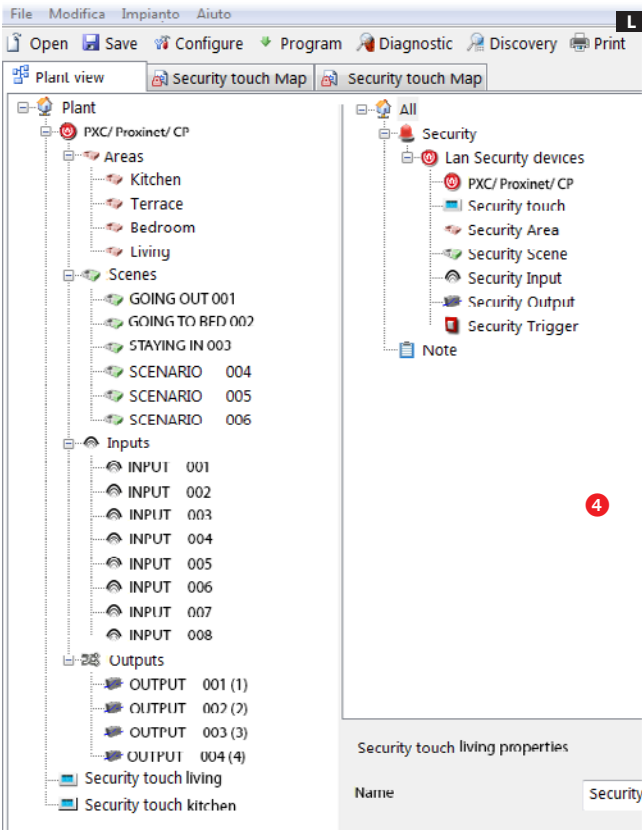 File Modifica Impianto Aiuto
L
Open Save Configure Program Diagnostic Discovery Print
Plant view Security touch Map Security touch Map
Plant
PXC/ Proxinet/ CP
Areas
Kitchen
Terrace
Bedroom
Living
Scenes
GOING OUT 001
GOING TO BED 002
STAYING IN 003
SCENARIO 004
SCENARIO 005
SCENARIO 006
Inputs
INPUT 001
INPUT 002
INPUT 003
INPUT 004
INPUT 005
INPUT 006
INPUT 007
INPUT 008
Outputs
OUTPUT 001 (1)
OUTPUT 002 (2)
OUTPUT 003 (3)
OUTPUT 004 (4)
Security touch living
Security touch kitchen
All
Security
Lan Security devices
PXC/ Proxinet/ CP
Security touch
Security Area
Security Scene
Security Input
Security Output
Security Trigger
Note
4
Security touch living properties
Name Security